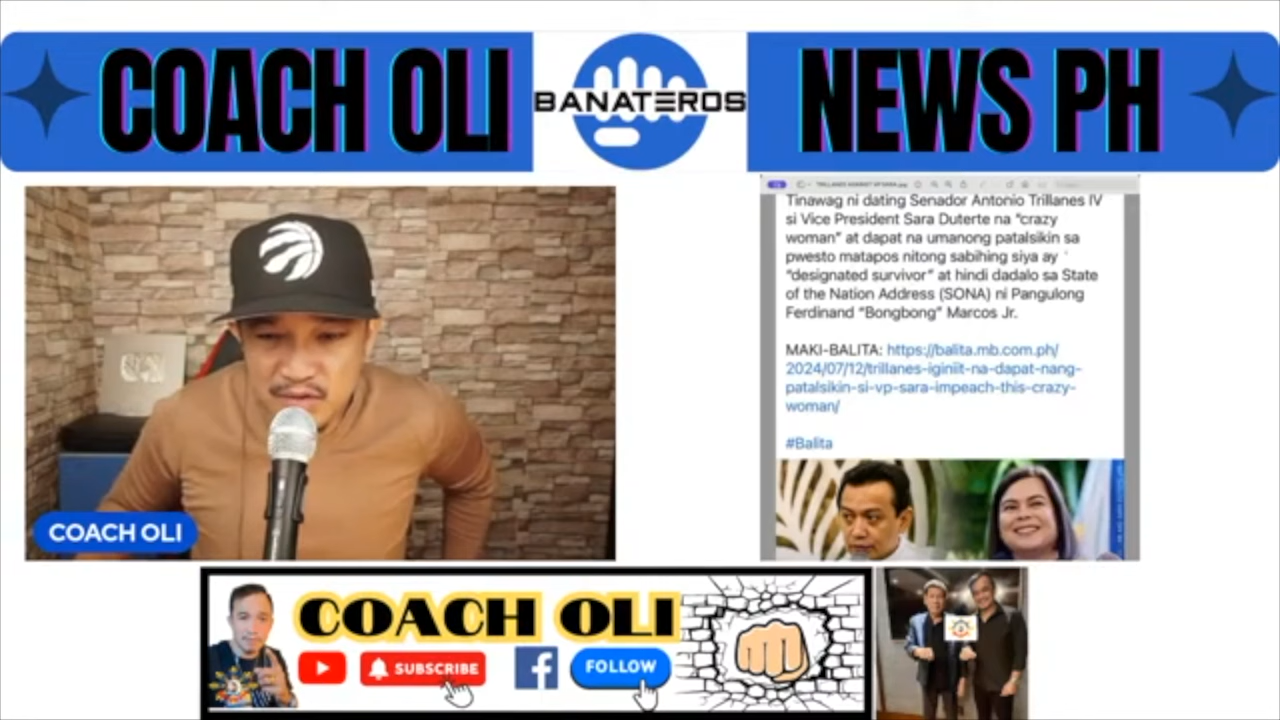 COACH OLI
BANATEROS
NEWS PH
Tinawag ni dating Senador Antonio Trillanes IV
si Vice President Sara Duterte na "crazy
woman" at dapat na umanong patalsikin sa
pwesto matapos nitong sabihing siya ay
"designated survivor" at hindi dadalo sa State
of the Nation Address (SONA) ni Pangulong
Ferdinand "Bongbong" Marcos Jr.
MAKI-BALITA: https://balita.mb.com.ph/
2024/07/12/trillanes-iginiit-na-dapat-nang-
patalsikin-si-vp-sara-impeach-this-crazy-
woman/
#Balita
COACH OLI
COACH OLI
SUBSCRIBE
FOLLOW